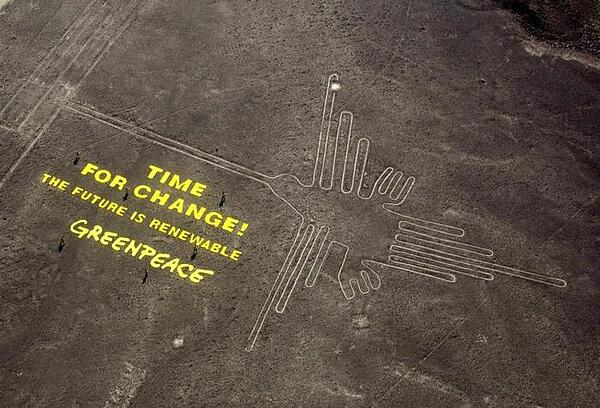 TIME
FOR CHANGE!
THE FUTURE IS RENEWABLE
GREENPEACE